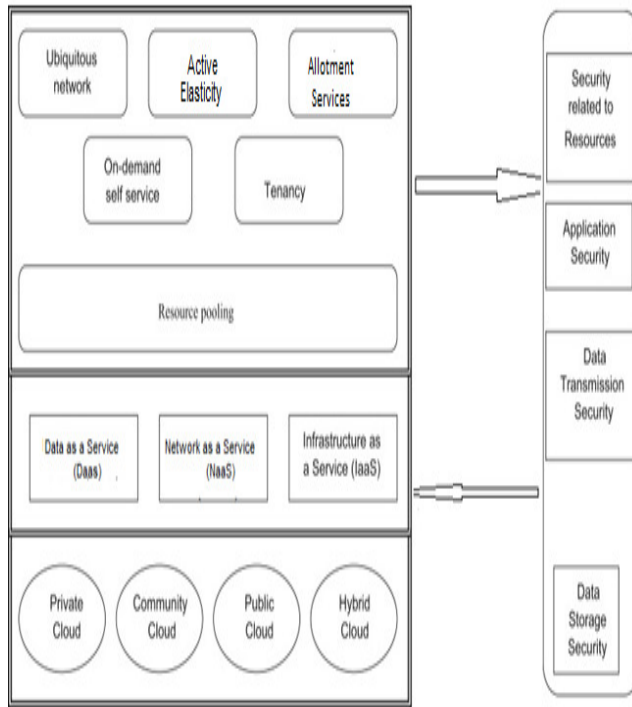 Ubiquitous
network
Active
Elasticity
Allotment
Services
On-demand
self service
Tenancy
Resource pooling
Data as a Service
(Daas)
Network as a Service
(NaaS)
Infrastructure as
a Service (IaaS)
Private
Cloud
Community
Cloud
Public
Cloud
Hybrid
Cloud
Security
related to
Resources
Application
Security
Data
Transmission
Security
Data
Storage
Security